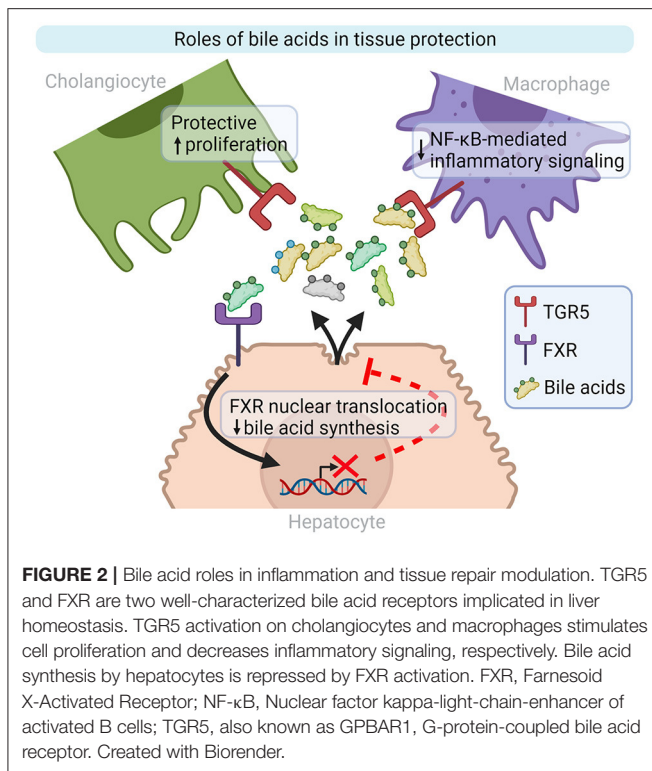 Roles of bile acids in tissue protection
Cholangiocyte
Macrophage
Protective
↑ proliferation
↓ NF-κB-mediated
inflammatory signaling
TGR5
FXR
Bile acids
FXR nuclear translocation
↓ bile acid synthesis
Hepatocyte
FIGURE 2 | Bile acid roles in inflammation and tissue repair modulation. TGR5
and FXR are two well-characterized bile acid receptors implicated in liver
homeostasis. TGR5 activation on cholangiocytes and macrophages stimulates
cell proliferation and decreases inflammatory signaling, respectively. Bile acid
synthesis by hepatocytes is repressed by FXR activation. FXR, Farnesoid
X-Activated Receptor; NF-κB, Nuclear factor kappa-light-chain-enhancer of
activated B cells; TGR5, also known as GPBAR1, G-protein-coupled bile acid
receptor. Created with Biorender.